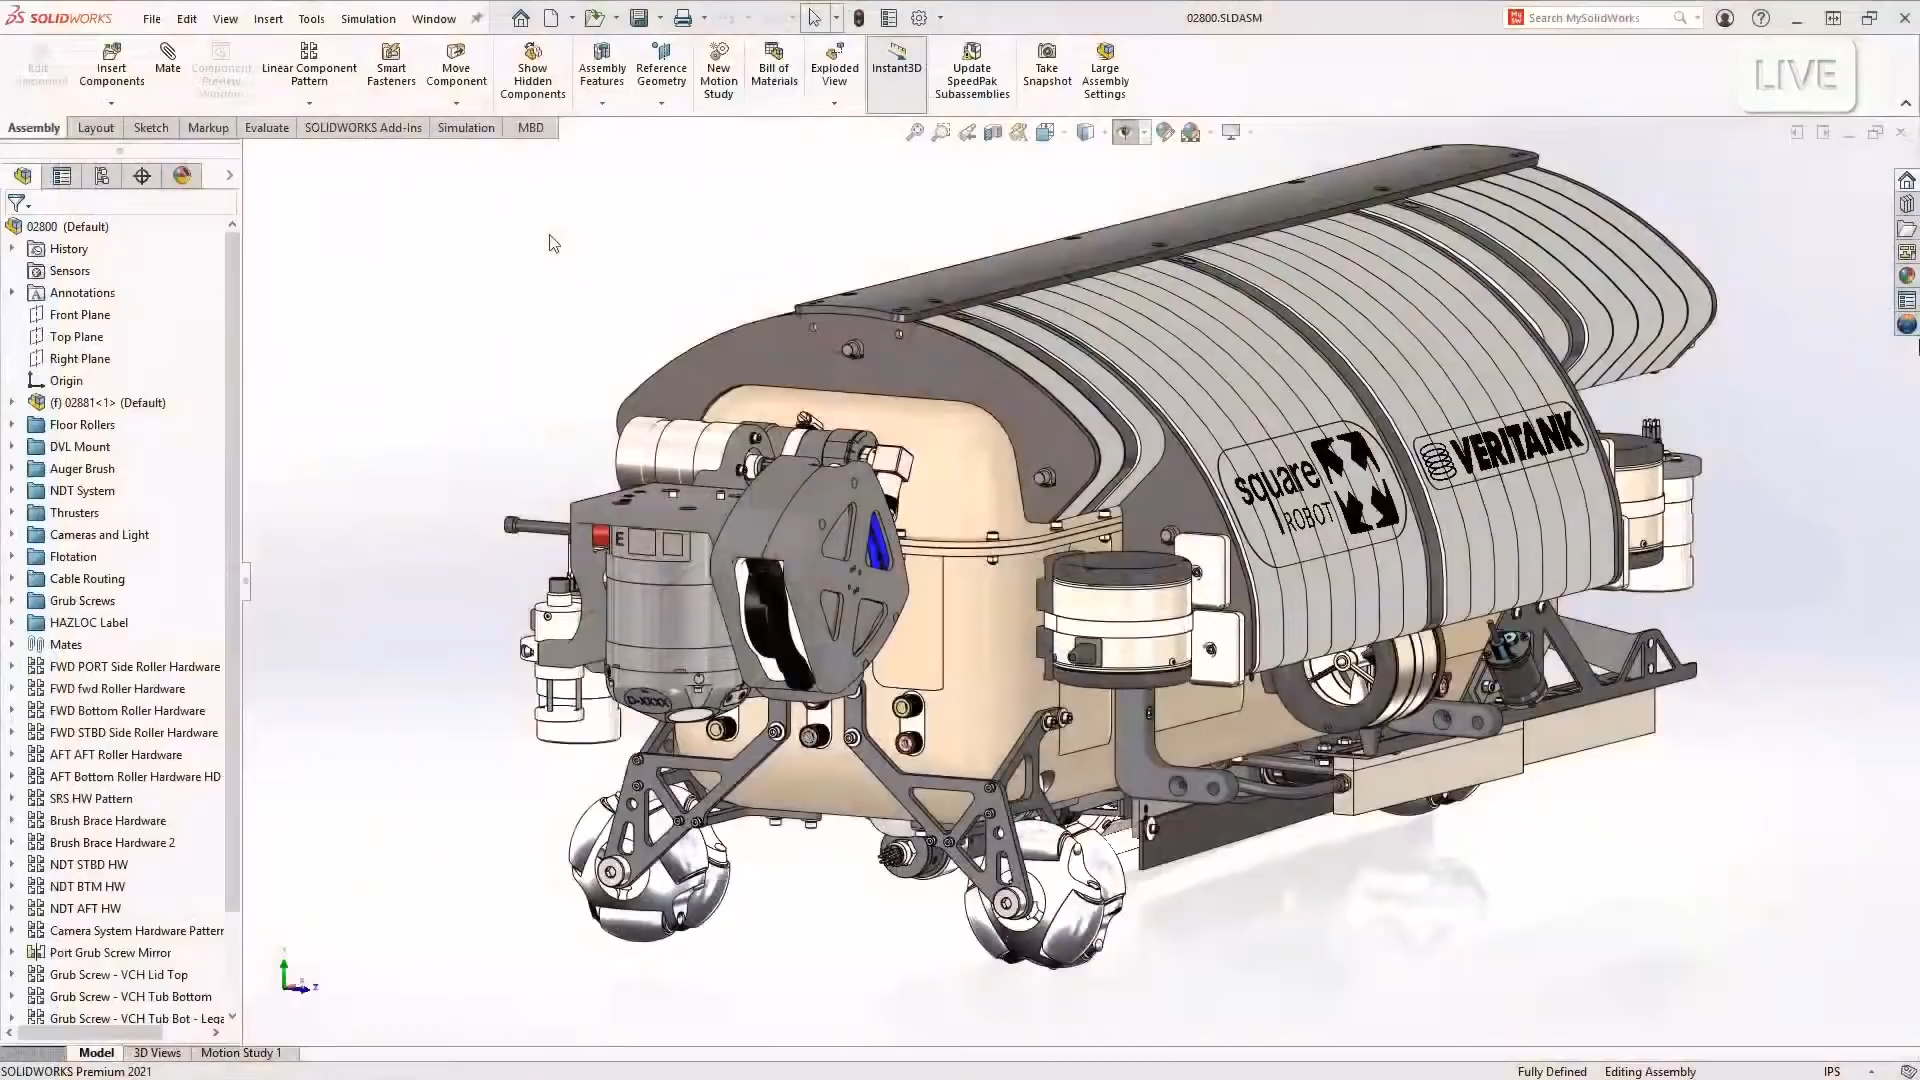 SOLIDWORKS
File
Edit
View
Insert
Tools
Simulation
Window
02800.SLDASM
Search MySolidWorks
Edit
Component
Insert
Components
Mate
Component
Preview
Window
Linear Component
Pattern
Smart
Fasteners
Move
Component
Show
Hidden
Components
Assembly
Features
Reference
Geometry
New
Motion
Study
Bill of
Materials
Exploded
View
Instant3D
Update
SpeedPak
Subassemblies
Take
Snapshot
Large
Assembly
Settings
LIVE
Assembly
Layout
Sketch
Markup
Evaluate
SOLIDWORKS Add-Ins
Simulation
MBD
02800 (Default)
History
Sensors
Annotations
Front Plane
Top Plane
Right Plane
Origin
(f) 02881<1> (Default)
Floor Rollers
DVL Mount
Auger Brush
NDT System
Thrusters
Cameras and Light
Flotation
Cable Routing
Grub Screws
HAZLOC Label
Mates
FWD PORT Side Roller Hardware
FWD fwd Roller Hardware
FWD Bottom Roller Hardware
FWD STBD Side Roller Hardware
AFT AFT Roller Hardware
AFT Bottom Roller Hardware HD
SRS HW Pattern
Brush Brace Hardware
Brush Brace Hardware 2
NDT STBD HW
NDT BTM HW
NDT AFT HW
Camera System Hardware Pattern
Port Grub Screw Mirror
Grub Screw - VCH Lid Top
Grub Screw - VCH Tub Bottom
Grub Screw - VCH Tub Bot - Lega
square
ROBOT
VERITANK
E
D-XXXX
Z
Model
3D Views
Motion Study 1
SOLIDWORKS Premium 2021
Fully Defined
Editing Assembly
IPS